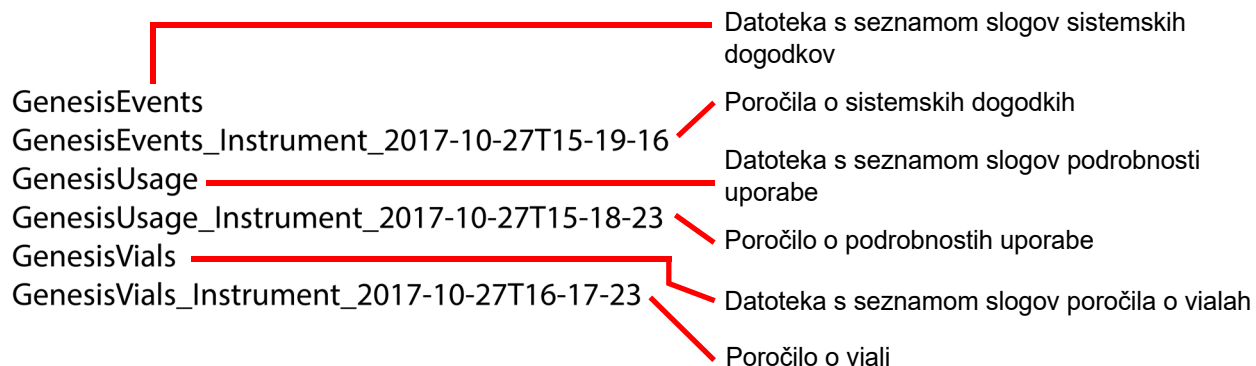 Datoteka s seznamom slogov sistemskih
dogodkov
GenesisEvents
Poročila o sistemskih dogodkih
GenesisEvents_Instrument_2017-10-27T15-19-16
Datoteka s seznamom slogov podrobnosti
uporabe
GenesisUsage
GenesisUsage_Instrument_2017-10-27T15-18-23
Poročilo o podrobnostih uporabe
GenesisVials
GenesisVials_Instrument_2017-10-27T16-17-23
Datoteka s seznamom slogov poročila o vialah
Poročilo o viali